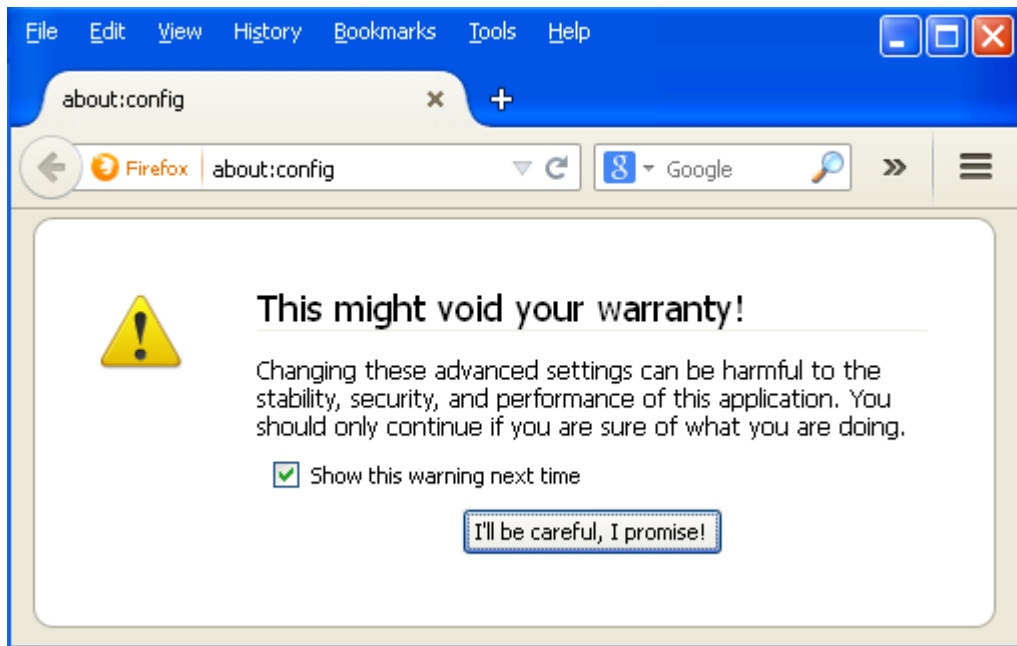 File Edit View History Bookmarks Tools Help
about:config
Firefox about:config Google
This might void your warranty!
Changing these advanced settings can be harmful to the
stability, security, and performance of this application. You
should only continue if you are sure of what you are doing.
Show this warning next time
I'll be careful, I promise!